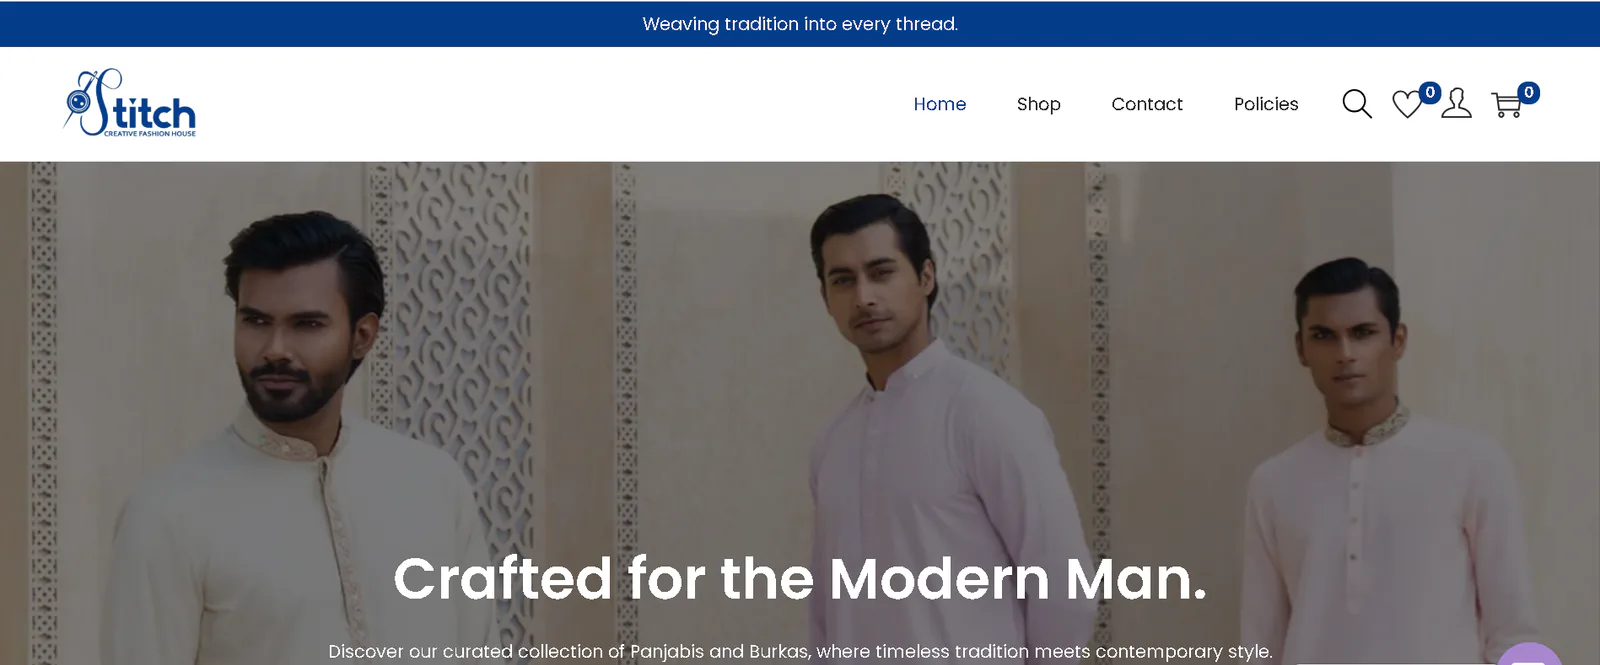 Weaving tradition into every thread.
Stitch
CREATIVE FASHION HOUSE
Home Shop Contact Policies 0 0
Crafted for the Modern Man.
Discover our curated collection of Panjabis and Burkas, where timeless tradition meets contemporary style.